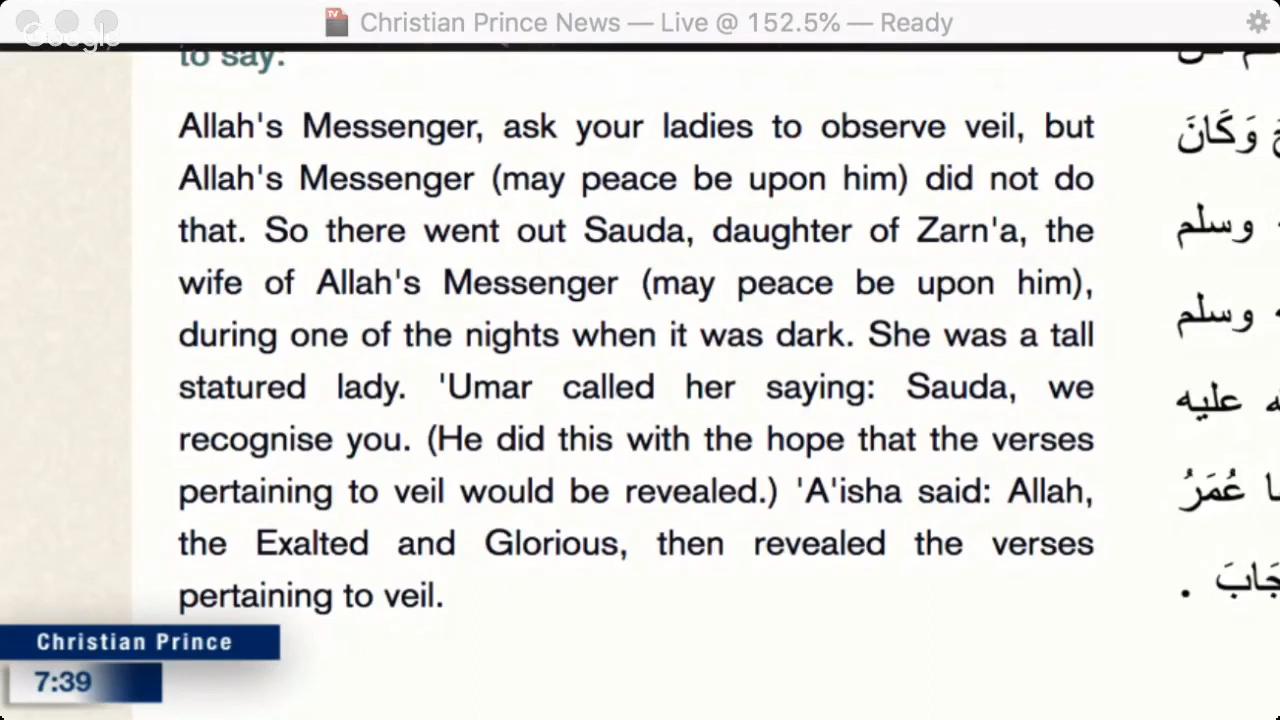 Christian Prince News — Live @ 152.5% — Ready
Google
to say:
Allah's Messenger, ask your ladies to observe veil, but
Allah's Messenger (may peace be upon him) did not do
that. So there went out Sauda, daughter of Zarn'a, the
wife of Allah's Messenger (may peace be upon him),
during one of the nights when it was dark. She was a tall
statured lady. 'Umar called her saying: Sauda, we
recognise you. (He did this with the hope that the verses
pertaining to veil would be revealed.) 'A'isha said: Allah,
the Exalted and Glorious, then revealed the verses
pertaining to veil.
وَكَانَ
وسلم
وسلم
عليه
عُمَرُ
.
Christian Prince
7:39